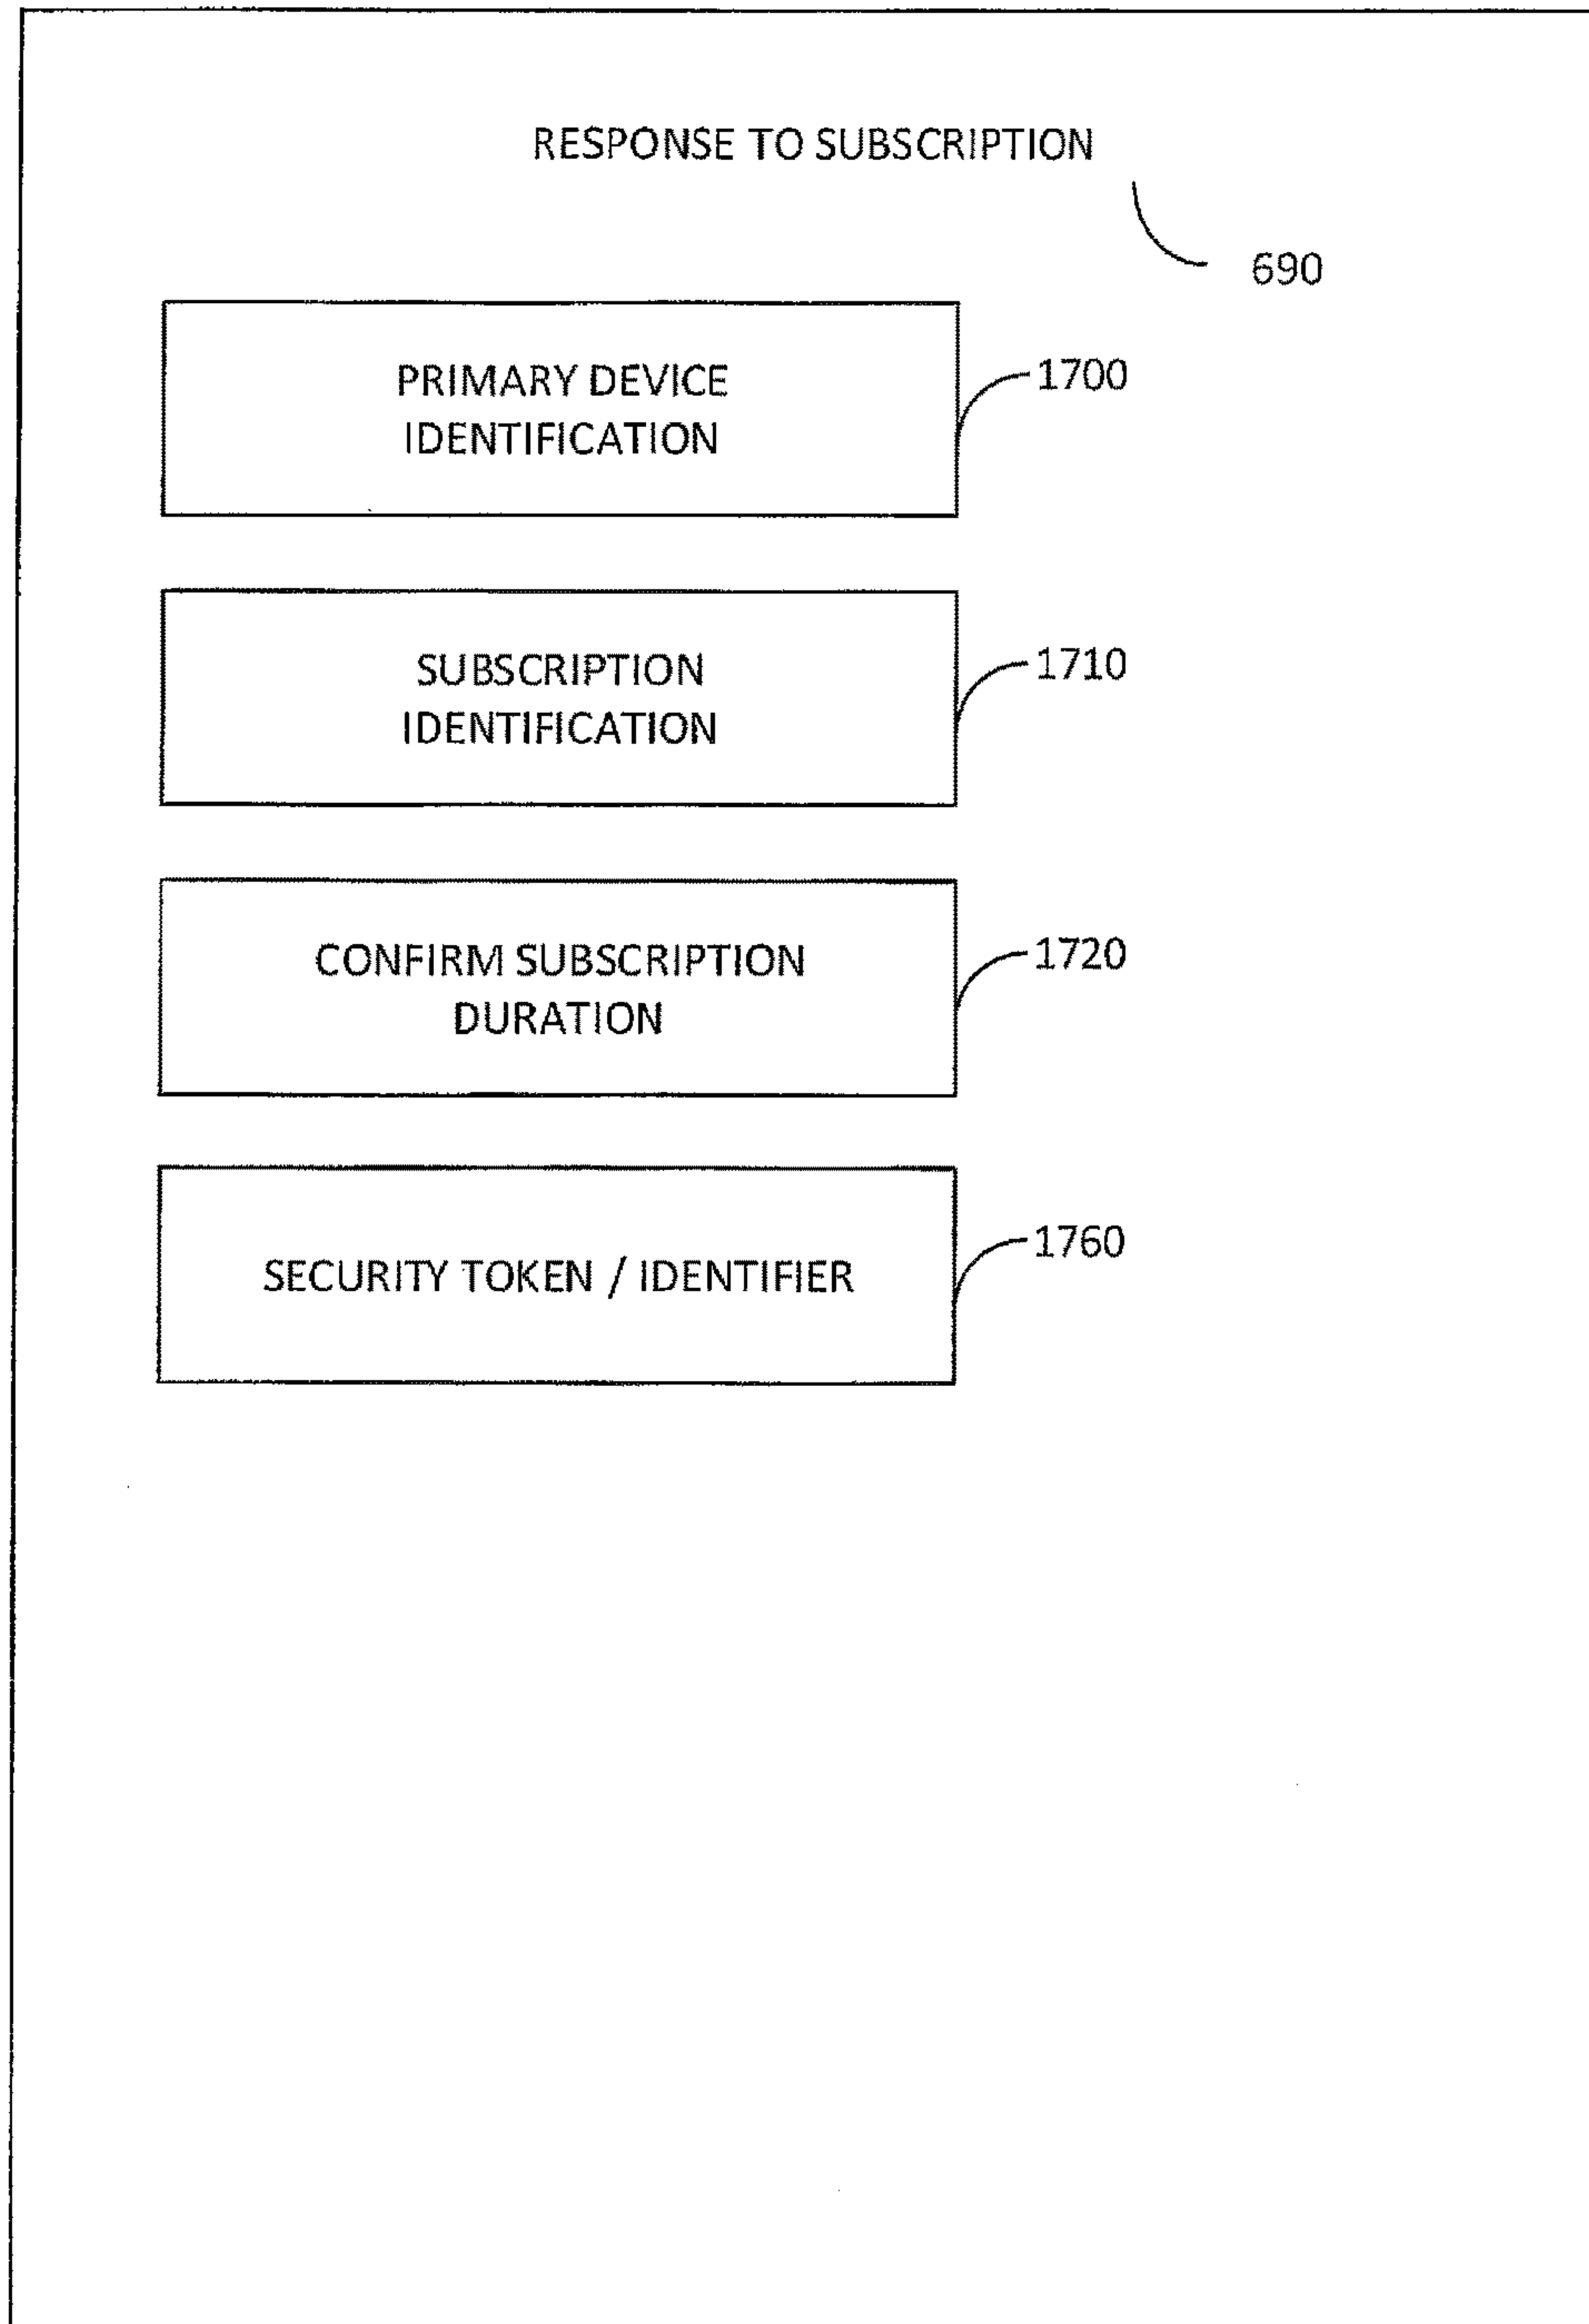 RESPONSE TO SUBSCRIPTION
690
PRIMARY DEVICE
IDENTIFICATION
1700
SUBSCRIPTION
IDENTIFICATION
1710
CONFIRM SUBSCRIPTION
DURATION
1720
SECURITY TOKEN / IDENTIFIER
1760